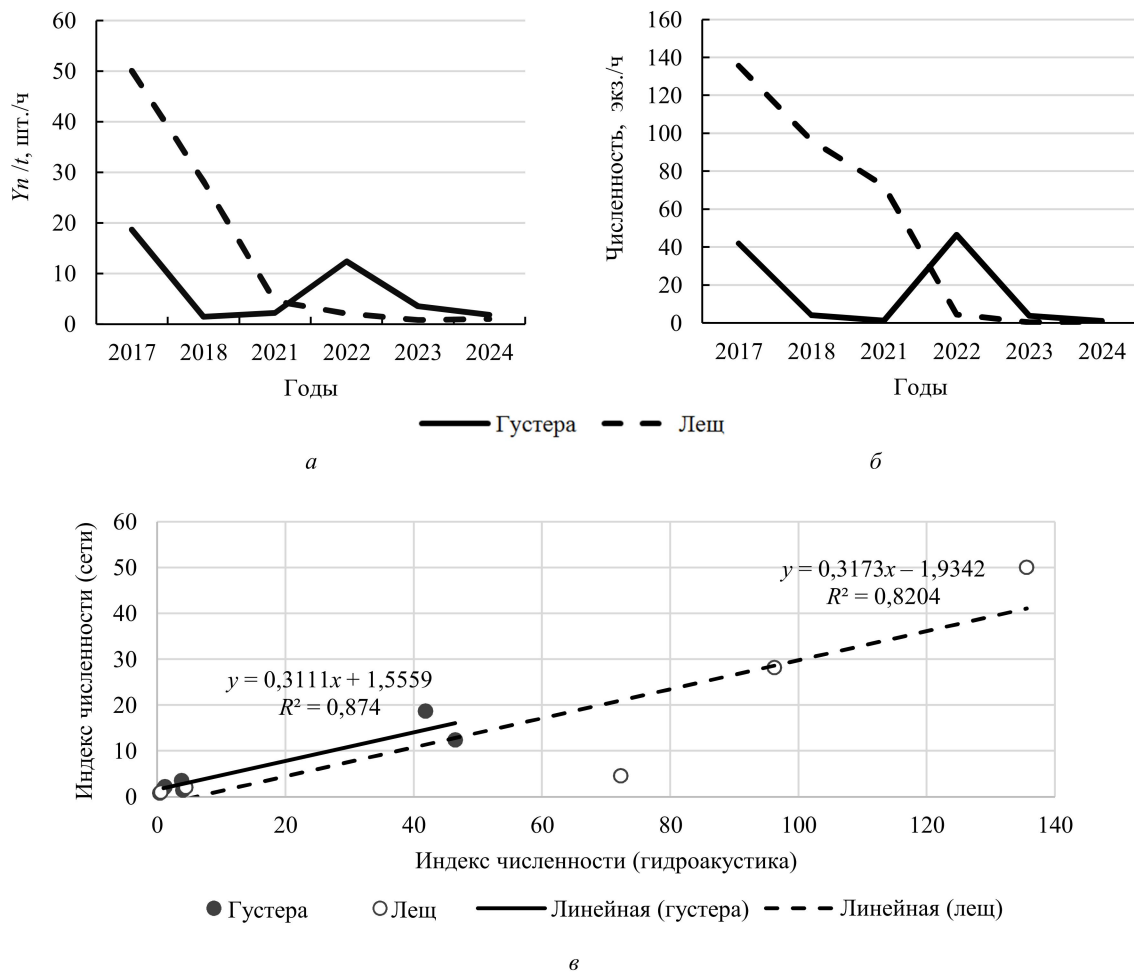 60
50
40
30
20
10
0
Yn /t, шт./ч
2017 2018 2021 2022 2023 2024
Годы
160
140
120
100
80
60
40
20
0
Численность, экз./ч
2017 2018 2021 2022 2023 2024
Годы
Густера Лещ
а
б
60
50
40
30
20
10
0
Индекс численности (сети)
y = 0,3173x – 1,9342
R² = 0,8204
y = 0,3111x + 1,5559
R² = 0,874
0 20 40 60 80 100 120 140
Индекс численности (гидроакустика)
Густера Лещ Линейная (густера) Линейная (лещ)
в